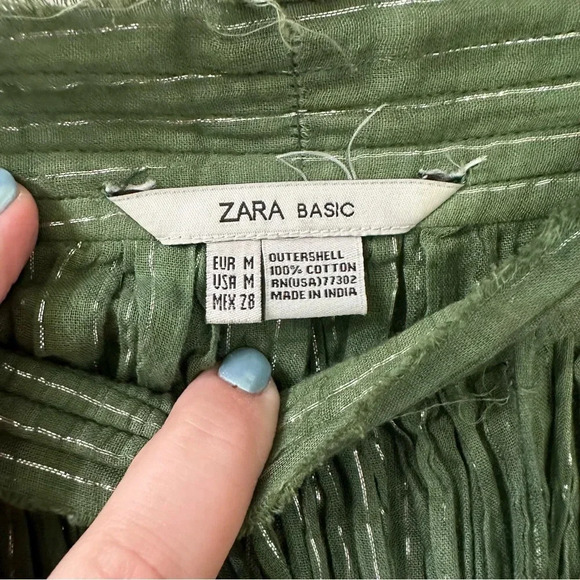 ZARA BASIC
EUR M
USA M
MEX 28
OUTERSHELL
100% COTTON
RN(USA)77302
MADE IN INDIA